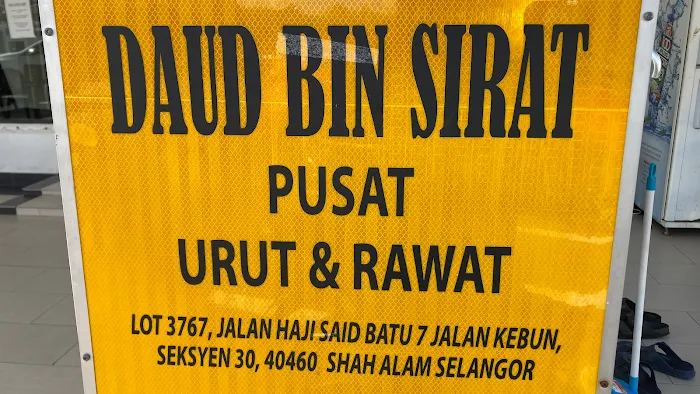 DAUD BIN SIRAT
PUSAT
URUT & RAWAT
LOT 3767, JALAN HAJI SAID BATU 7 JALAN KEBUN,
SEKSYEN 30, 40460 SHAH ALAM SELANGOR